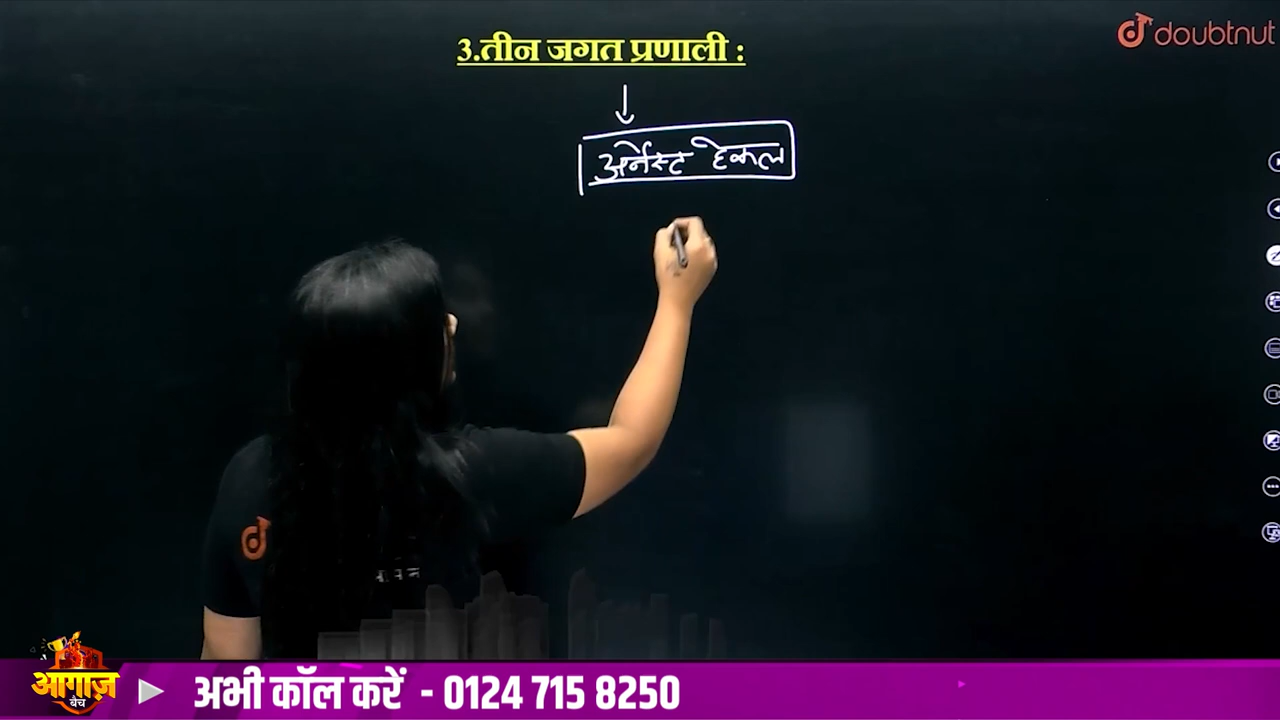 3.तीन जगत प्रणाली :
doubtnut
अर्नेस्ट हेकल
आगाज़
बैच
अभी कॉल करें - 0124 715 8250